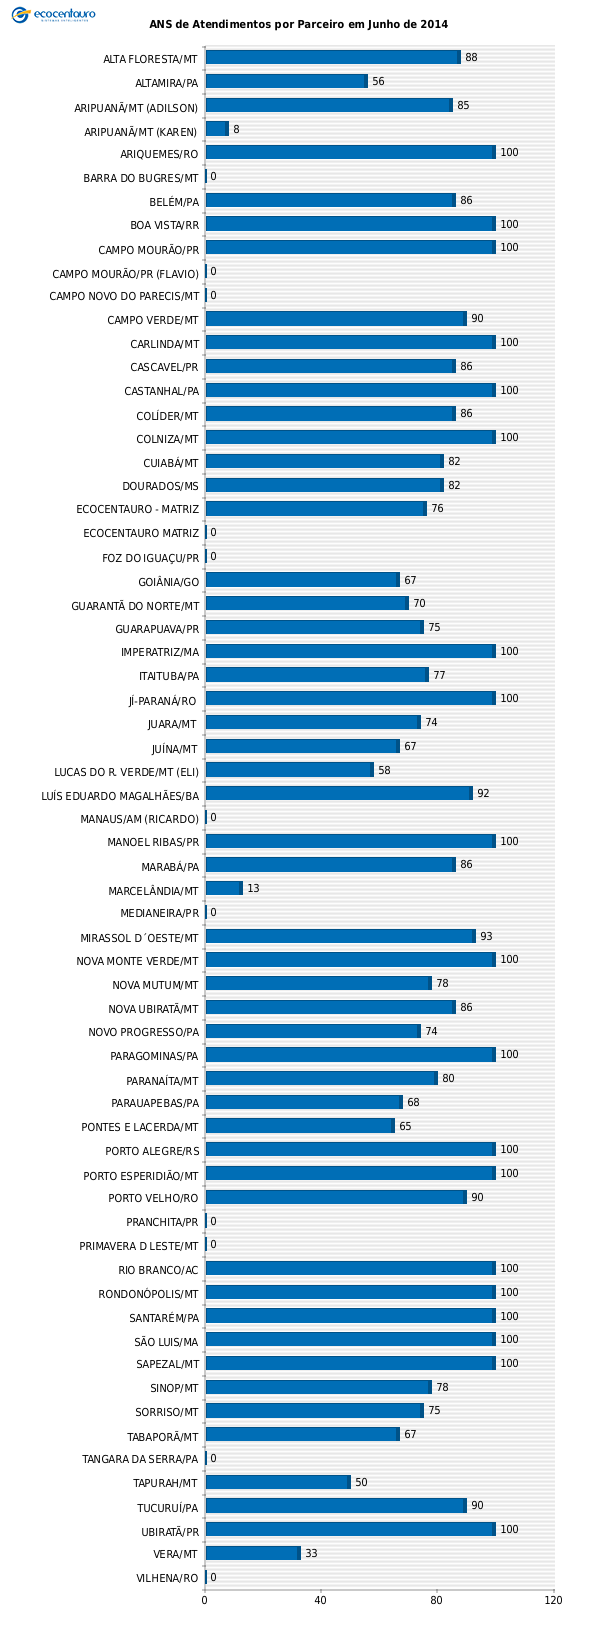 ecocentauro
ANS de Atendimentos por Parceiro em Junho de 2014
ALTA FLORESTA/MT 88
ALTAMIRA/PA 56
ARIPUANÃ/MT (ADILSON) 85
ARIPUANÃ/MT (KAREN) 8
ARIQUEMES/RO 100
BARRA DO BUGRES/MT 0
BELÉM/PA 86
BOA VISTA/RR 100
CAMPO MOURÃO/PR 100
CAMPO MOURÃO/PR (FLAVIO) 0
CAMPO NOVO DO PARECIS/MT 0
CAMPO VERDE/MT 90
CARLINDA/MT 100
CASCAVEL/PR 86
CASTANHAL/PA 100
COLÍDER/MT 86
COLNIZA/MT 100
CUIABÁ/MT 82
DOURADOS/MS 82
ECOCENTAURO - MATRIZ 76
ECOCENTAURO MATRIZ 0
FOZ DO IGUAÇU/PR 0
GOIÂNIA/GO 67
GUARANTÃ DO NORTE/MT 70
GUARAPUAVA/PR 75
IMPERATRIZ/MA 100
ITAITUBA/PA 77
JÍ-PARANÁ/RO 100
JUARA/MT 74
JUÍNA/MT 67
LUCAS DO R. VERDE/MT (ELI) 58
LUÍS EDUARDO MAGALHÃES/BA 92
MANAUS/AM (RICARDO) 0
MANOEL RIBAS/PR 100
MARABÁ/PA 86
MARCELÂNDIA/MT 13
MEDIANEIRA/PR 0
MIRASSOL D´OESTE/MT 93
NOVA MONTE VERDE/MT 100
NOVA MUTUM/MT 78
NOVA UBIRATÃ/MT 86
NOVO PROGRESSO/PA 74
PARAGOMINAS/PA 100
PARANAÍTA/MT 80
PARAUAPEBAS/PA 68
PONTES E LACERDA/MT 65
PORTO ALEGRE/RS 100
PORTO ESPERIDIÃO/MT 100
PORTO VELHO/RO 90
PRANCHITA/PR 0
PRIMAVERA D LESTE/MT 0
RIO BRANCO/AC 100
RONDONÓPOLIS/MT 100
SANTARÉM/PA 100
SÃO LUIS/MA 100
SAPEZAL/MT 100
SINOP/MT 78
SORRISO/MT 75
TABAPORÃ/MT 67
TANGARA DA SERRA/PA 0
TAPURAH/MT 50
TUCURUÍ/PA 90
UBIRATÃ/PR 100
VERA/MT 33
VILHENA/RO 0
0 40 80 120